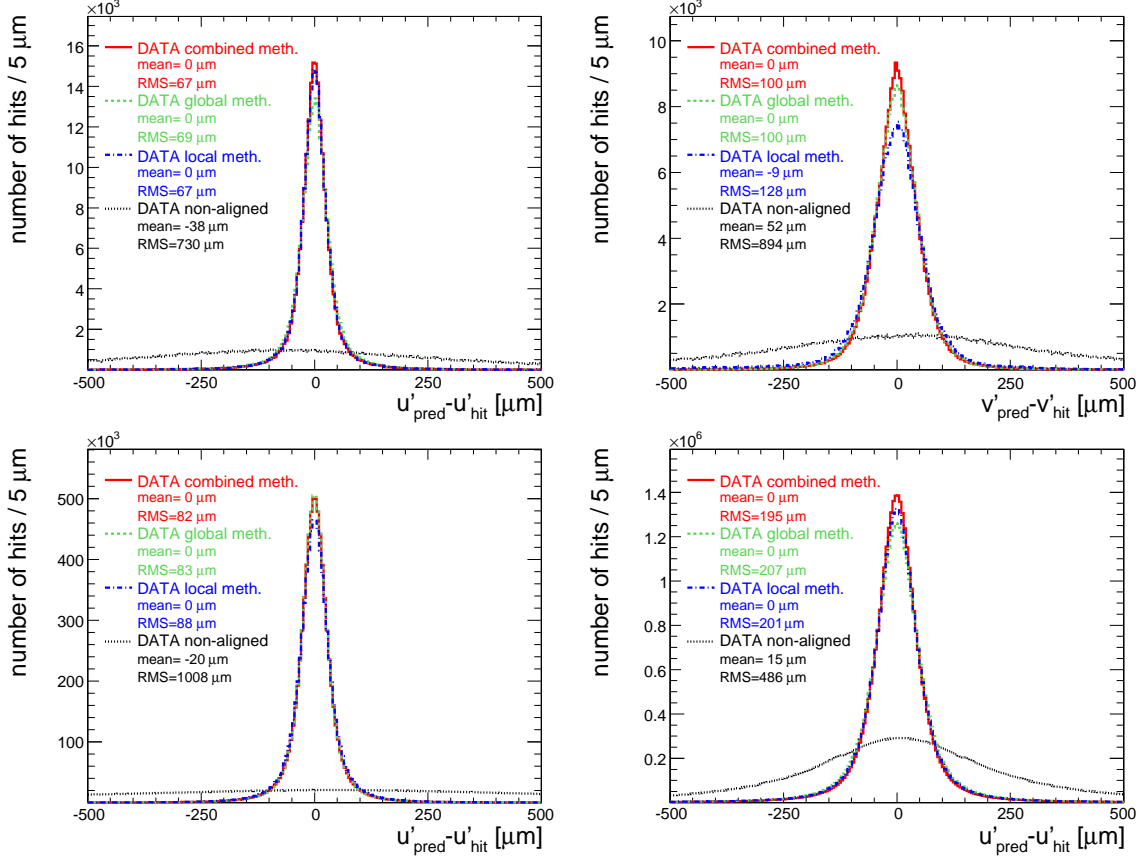 ×10³
number of hits / 5 μm
16
14
12
10
8
6
4
2
DATA combined meth.
mean= 0 μm
RMS=67 μm
DATA global meth.
mean= 0 μm
RMS=69 μm
DATA local meth.
mean= 0 μm
RMS=67 μm
DATA non-aligned
mean= -38 μm
RMS=730 μm
-500 -250 0 250 500
u'pred-u'hit [μm]
×10³
number of hits / 5 μm
10
8
6
4
2
DATA combined meth.
mean= 0 μm
RMS=100 μm
DATA global meth.
mean= 0 μm
RMS=100 μm
DATA local meth.
mean= -9 μm
RMS=128 μm
DATA non-aligned
mean= 52 μm
RMS=894 μm
-500 -250 0 250 500
v'pred-v'hit [μm]
×10³
number of hits / 5 μm
500
400
300
200
100
DATA combined meth.
mean= 0 μm
RMS=82 μm
DATA global meth.
mean= 0 μm
RMS=83 μm
DATA local meth.
mean= 0 μm
RMS=88 μm
DATA non-aligned
mean= -20 μm
RMS=1008 μm
-500 -250 0 250 500
u'pred-u'hit [μm]
×10⁶
number of hits / 5 μm
1.4
1.2
1
0.8
0.6
0.4
0.2
DATA combined meth.
mean= 0 μm
RMS=195 μm
DATA global meth.
mean= 0 μm
RMS=207 μm
DATA local meth.
mean= 0 μm
RMS=201 μm
DATA non-aligned
mean= 15 μm
RMS=486 μm
-500 -250 0 250 500
u'pred-u'hit [μm]